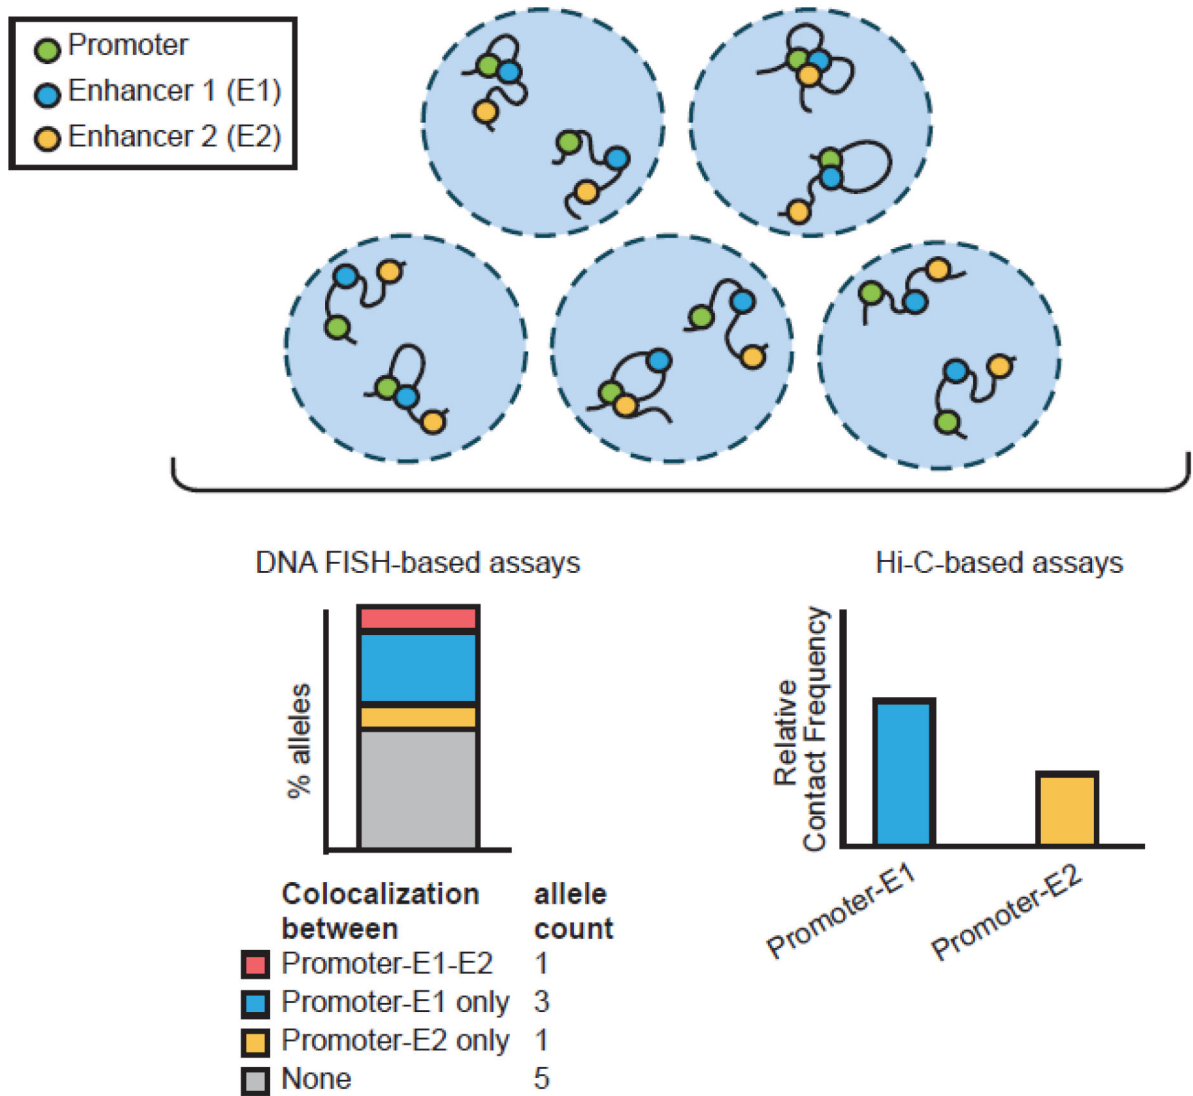 Promoter
Enhancer 1 (E1)
Enhancer 2 (E2)
DNA FISH-based assays
% alleles
Colocalization between
allele count
Promoter-E1-E2 1
Promoter-E1 only 3
Promoter-E2 only 1
None 5
Hi-C-based assays
Relative
Contact Frequency
Promoter-E1
Promoter-E2